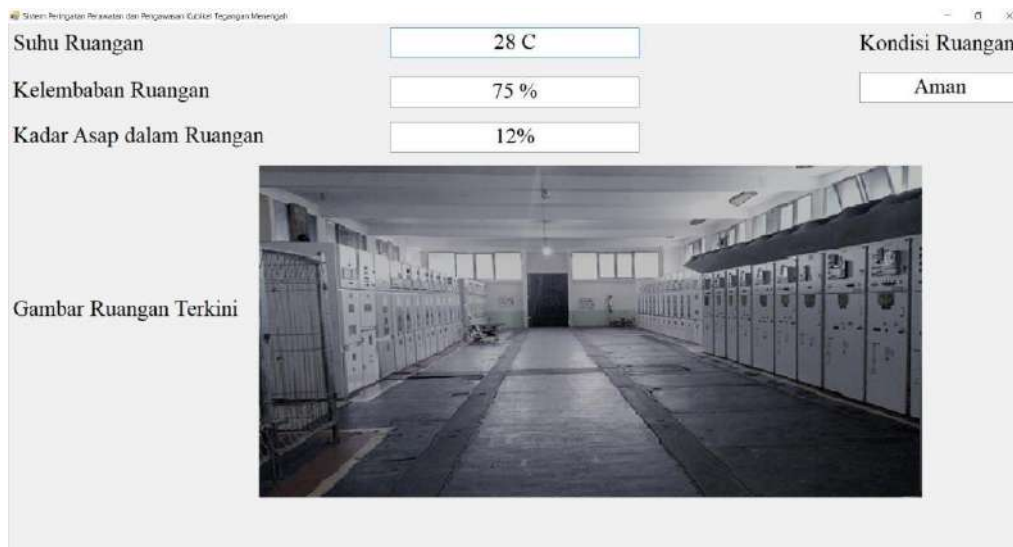 Sistem Peringatan Perawatan dan Pengawasan Kubikel Tegangan Menengah
Suhu Ruangan
28 C
Kondisi Ruangan
Kelembaban Ruangan
75 %
Aman
Kadar Asap dalam Ruangan
12%
Gambar Ruangan Terkini